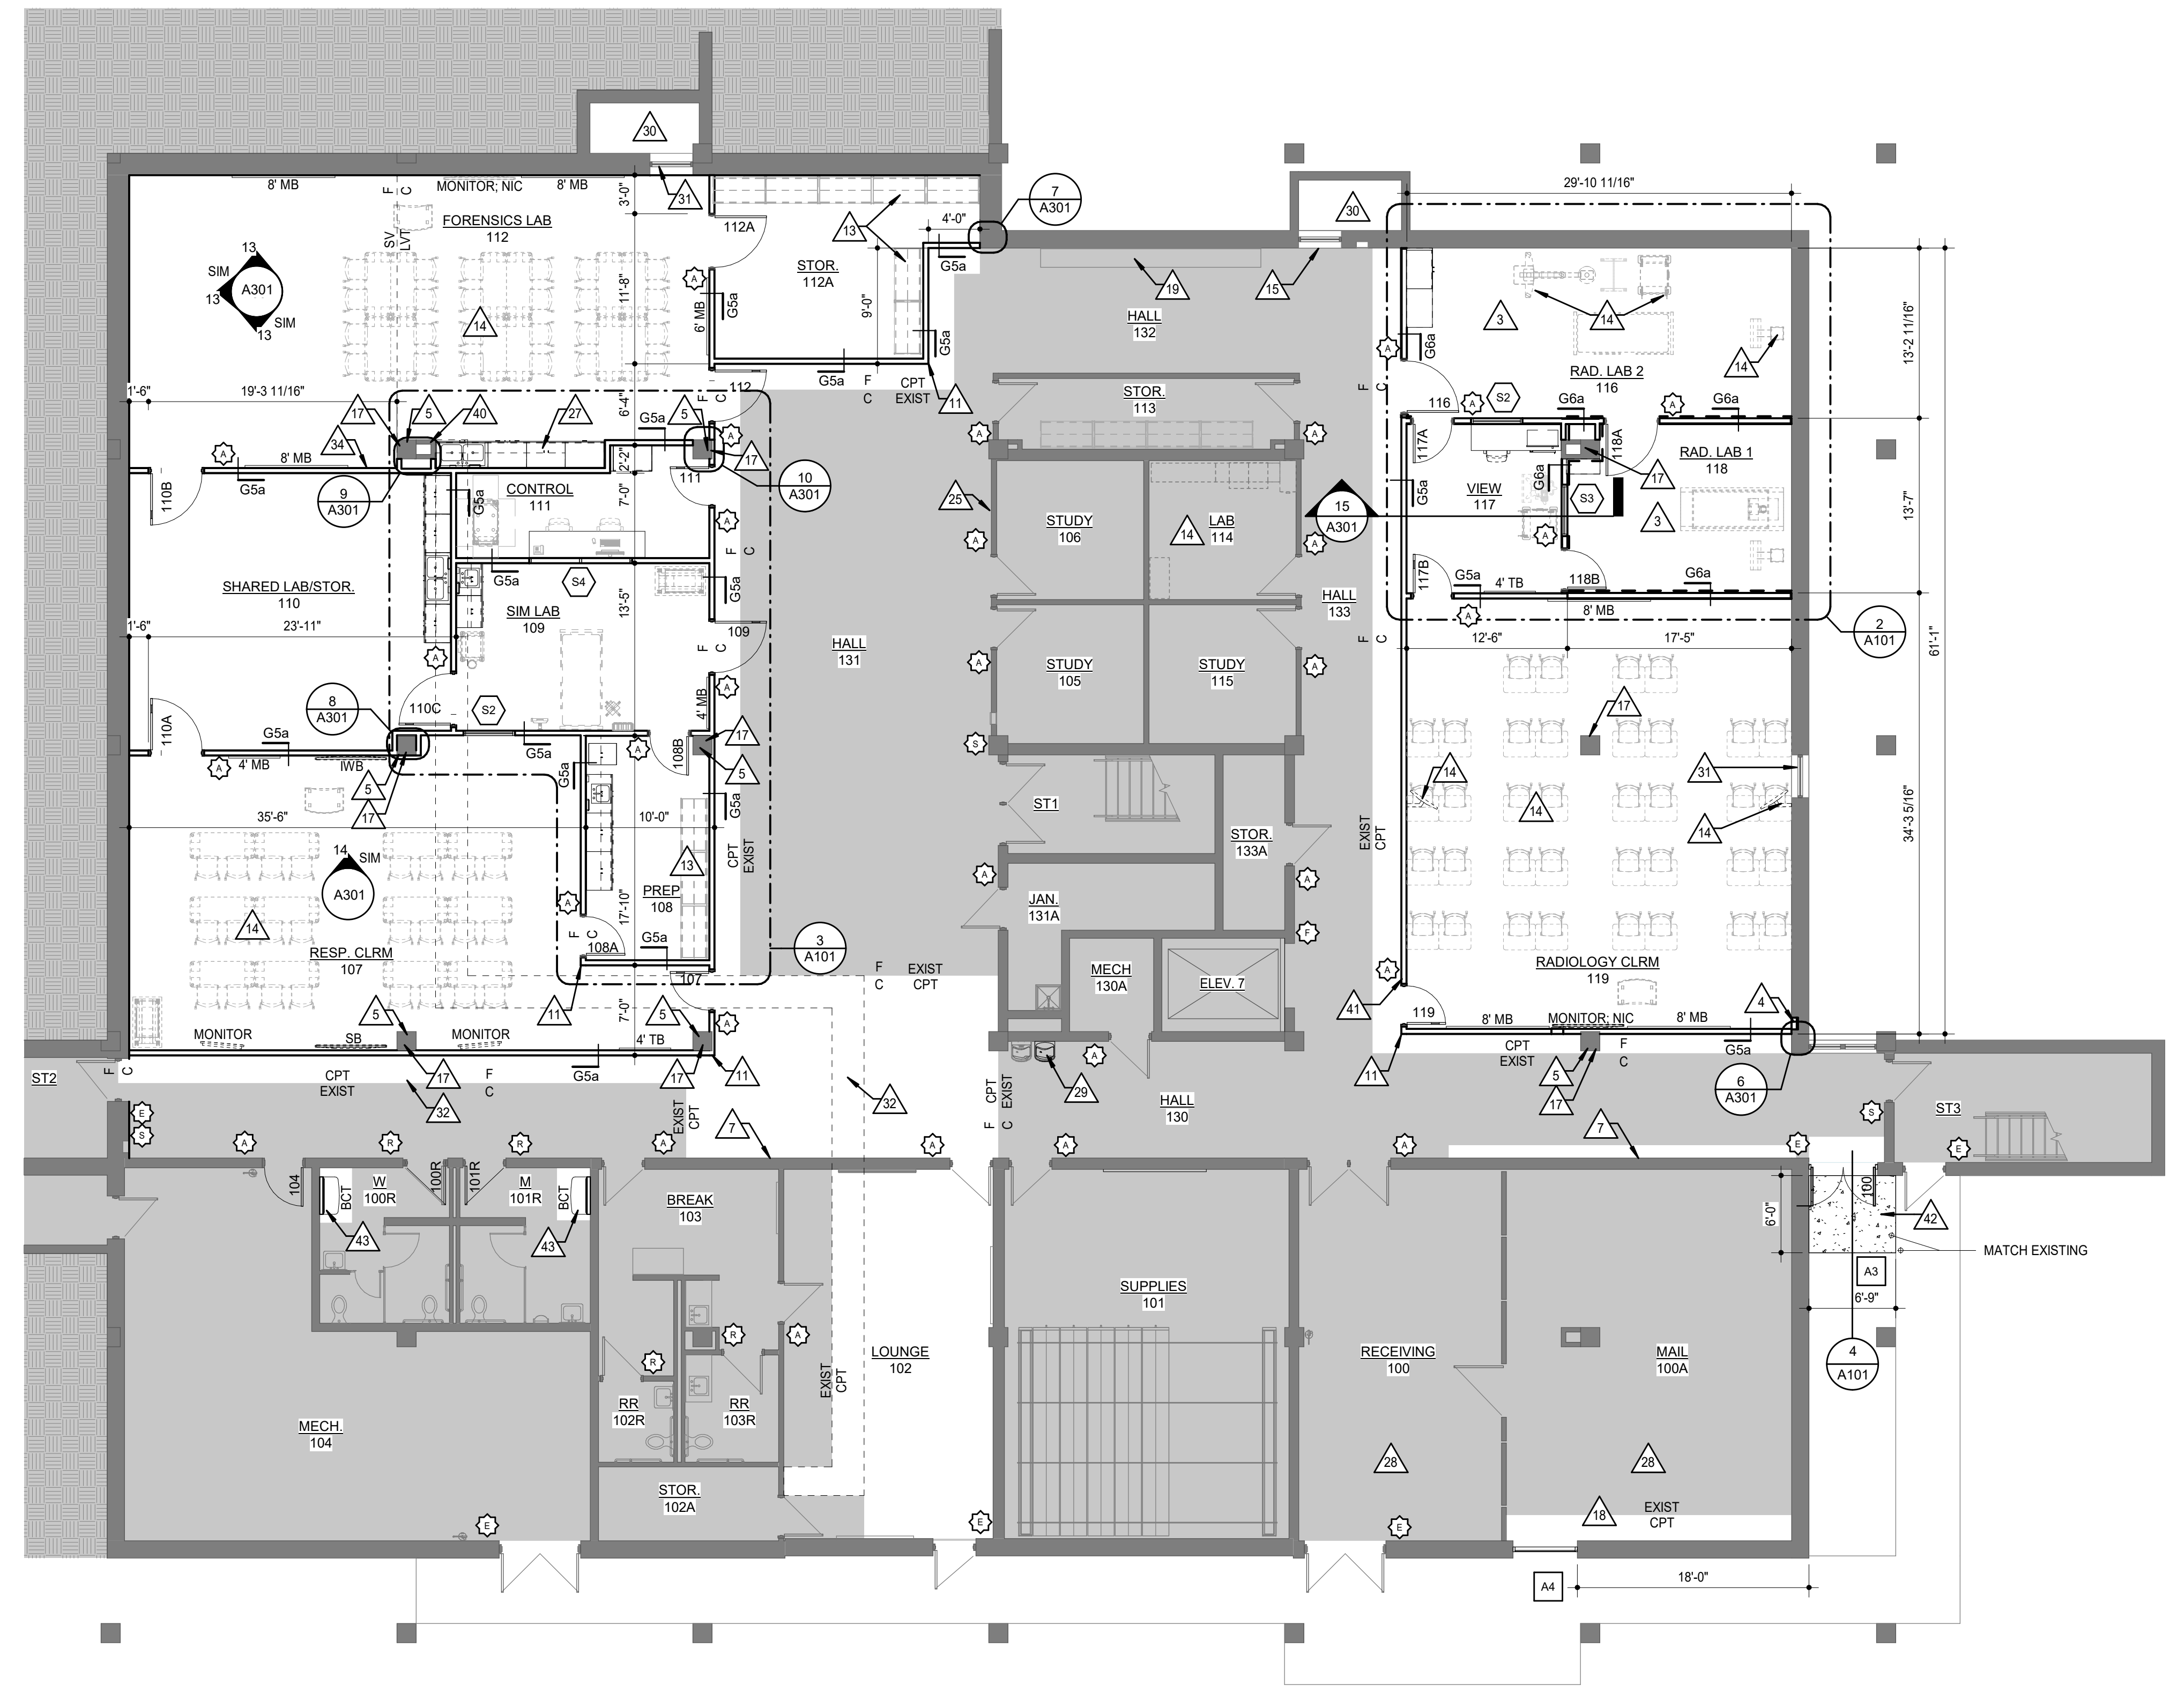 30
8' MB
F
C
MONITOR; NIC
8' MB
3'-0"
31
7
A301
29'-10 11/16"
30
FORENSICS LAB
112
SV
LVT
112A
13
4'-0"
G5a
13
SIM
A301
13
SIM
13
14
A
11'-8"
6' MB
G5a
STOR.
112A
9'-0"
G5a
G5a
F
C
CPT
EXIST
11
19
15
HALL
132
3
14
14
13'-2 11/16"
A
G6a
RAD. LAB 2
116
F
C
116
A
S2
G6a
A
G6a
1'-6"
19'-3 11/16"
17
5
40
27
G5a
5
112
F
C
6'-4"
A
17
34
A
8' MB
G5a
9
A301
110B
G5a
2'-2"
111
10
A301
CONTROL
111
7'-0"
A
F
C
STOR.
113
A
A
25
STUDY
106
A
14
LAB
114
A
15
A301
117A
G5a
VIEW
117
G6a
S3
118A
17
RAD. LAB 1
118
3
A
13'-7"
61'-1"
SHARED LAB/STOR.
110
1'-6"
23'-11"
G5a
S4
SIM LAB
109
13'-5"
G5a
109
F
C
HALL
131
HALL
133
F
C
117B
G5a
4' TB
118B
G6a
A
8' MB
12'-6"
17'-5"
2
A101
A
STUDY
105
A
STUDY
115
A
8
A301
110C
S2
A
4' MB
110A
G5a
A
4' MB
IWB
5
17
G5a
G5a
A
108B
17
5
G5a
S
17
31
14
14
14
34'-3 5/16"
35'-6"
10'-0"
14
SIM
A301
14
13
PREP
108
17'-10"
A
F
C
108A
G5a
CPT
EXIST
ST1
STOR.
133A
EXIST
CPT
A
JAN.
131A
A
F
3
A101
RESP. CLRM
107
107
F
C
EXIST
CPT
MECH
130A
ELEV. 7
A
41
RADIOLOGY CLRM
119
4
5
11
5
7'-0"
A
MONITOR
SB
MONITOR
4' TB
119
8' MB
MONITOR; NIC
8' MB
G5a
ST2
F
C
CPT
EXIST
32
17
F
C
G5a
17
11
32
CPT
EXIST
F
C
A
29
11
CPT
EXIST
5
17
F
C
6
A301
EXIST
CPT
HALL
130
ST3
E
S
A
R
R
A
7
A
A
A
7
S
E
E
104
W
100R
BCT
43
100R
101R
M
101R
BCT
43
BREAK
103
6'-0"
100
42
MATCH EXISTING
A3
6'-9"
SUPPLIES
101
R
A
R
LOUNGE
102
RECEIVING
100
MAIL
100A
4
A101
EXIST
CPT
RR
102R
RR
103R
MECH.
104
28
28
STOR.
102A
E
E
E
18
EXIST
CPT
A4
18'-0"